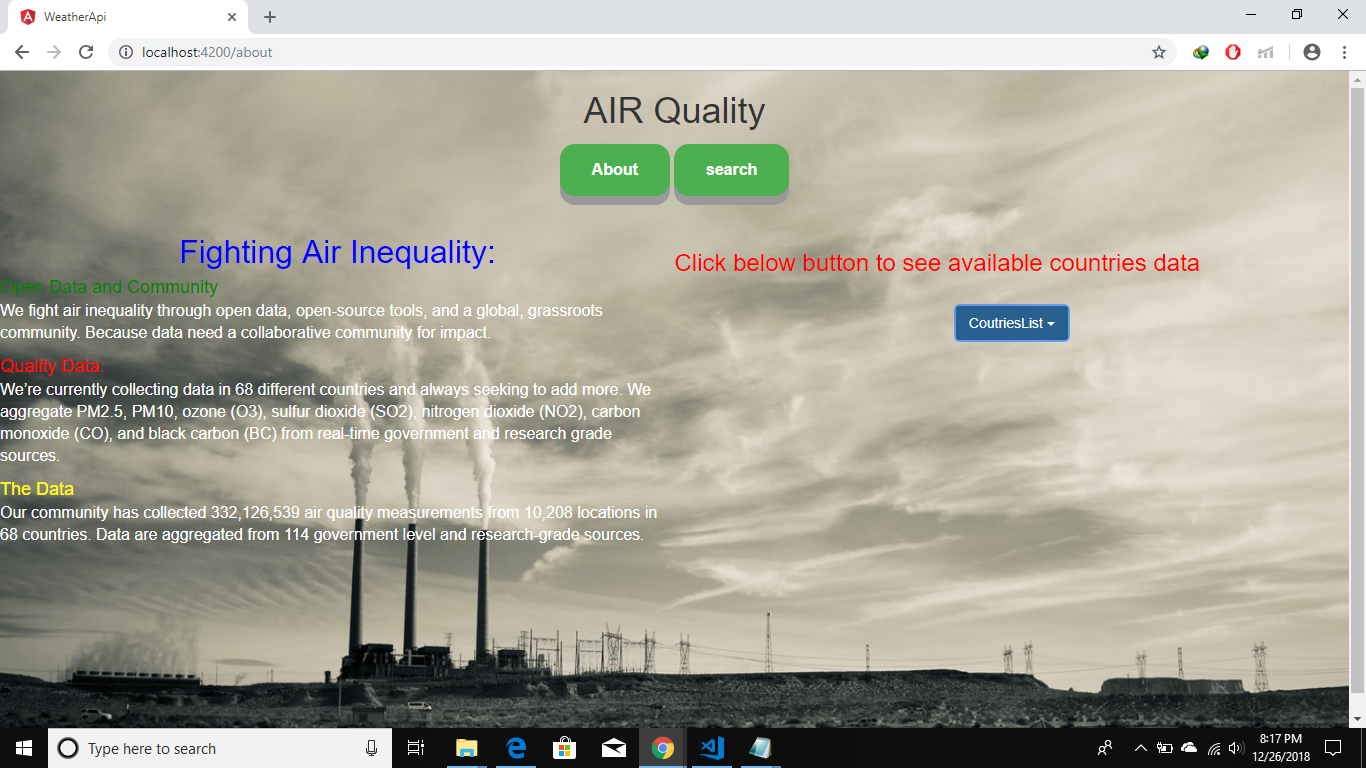 WeatherApi
localhost:4200/about
AIR Quality
About
search
Fighting Air Inequality:
Open Data and Community
We fight air inequality through open data, open-source tools, and a global, grassroots
community. Because data need a collaborative community for impact.
Quality Data:
We’re currently collecting data in 68 different countries and always seeking to add more. We
aggregate PM2.5, PM10, ozone (O3), sulfur dioxide (SO2), nitrogen dioxide (NO2), carbon
monoxide (CO), and black carbon (BC) from real-time government and research grade
sources.
The Data
Our community has collected 332,126,539 air quality measurements from 10,208 locations in
68 countries. Data are aggregated from 114 government level and research-grade sources.
Click below button to see available countries data
CoutriesList
Type here to search
8:17 PM
12/26/2018